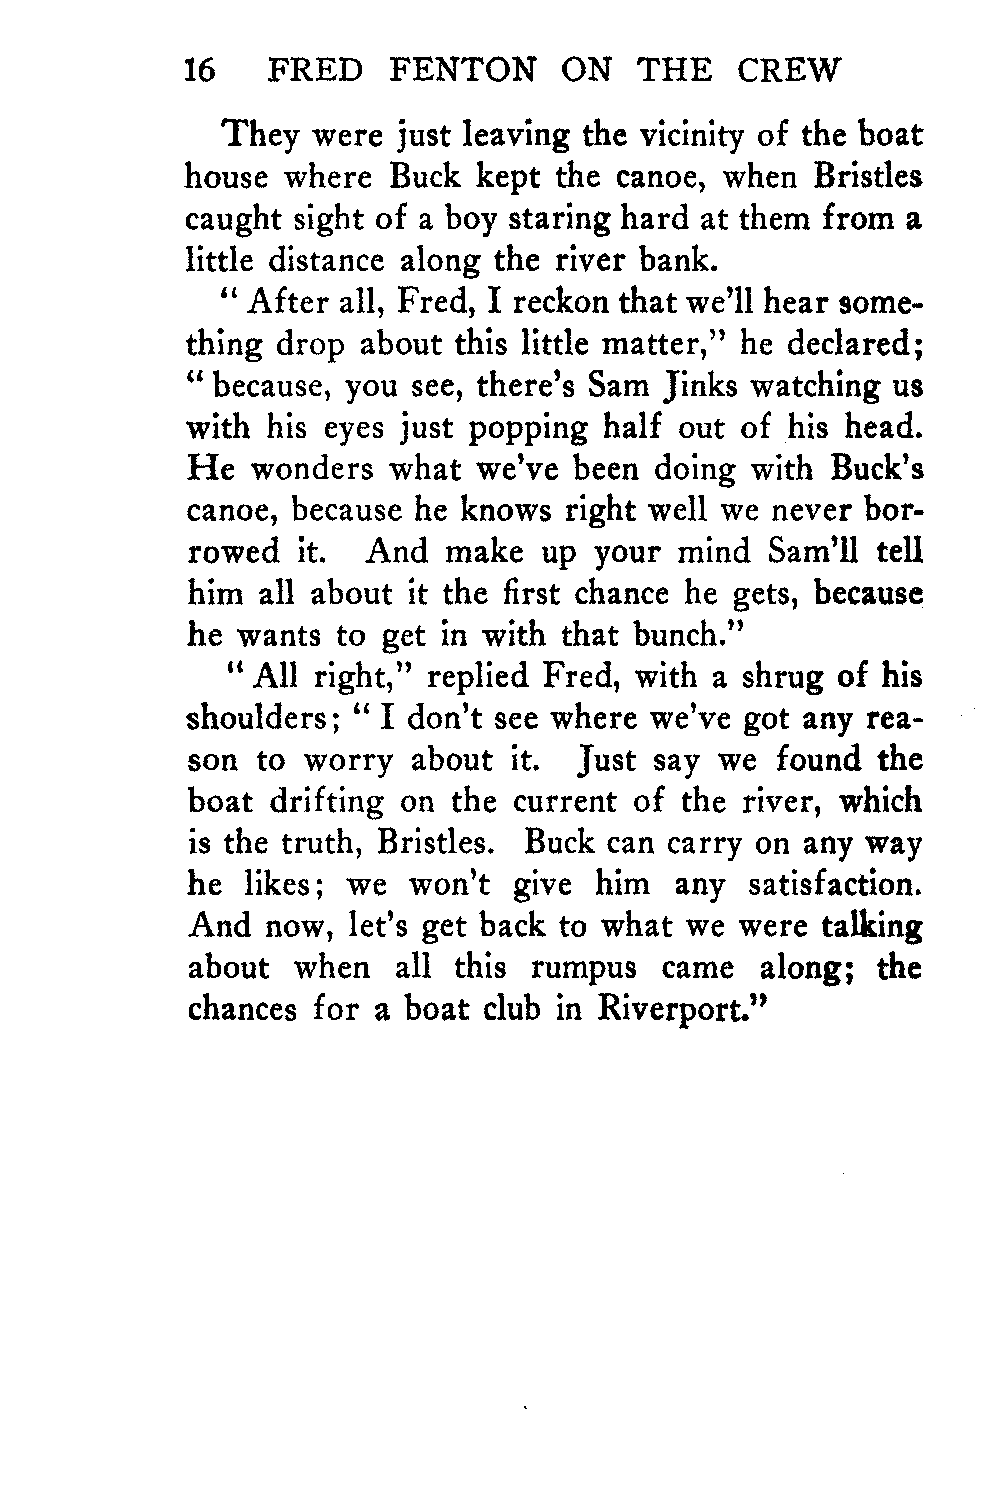 16 FRED FENTON ON THE CREW
They were just leaving the vicinity of the boat
house where Buck kept the canoe, when Bristles
caught sight of a boy staring hard at them from a
little distance along the river bank.
" After all, Fred, I reckon that we'll hear some-
thing drop about this little matter," he declared;
" because, you see, there's Sam Jinks watching us
with his eyes just popping half out of his head.
He wonders what we've been doing with Buck's
canoe, because he knows right well we never bor-
rowed it. And make up your mind Sam'll tell
him all about it the first chance he gets, because
he wants to get in with that bunch."
" All right," replied Fred, with a shrug of his
shoulders; " I don't see where we've got any rea-
son to worry about it. Just say we found the
boat drifting on the current of the river, which
is the truth, Bristles. Buck can carry on any way
he likes; we won't give him any satisfaction.
And now, let's get back to what we were talking
about when all this rumpus came along; the
chances for a boat club in Riverport."